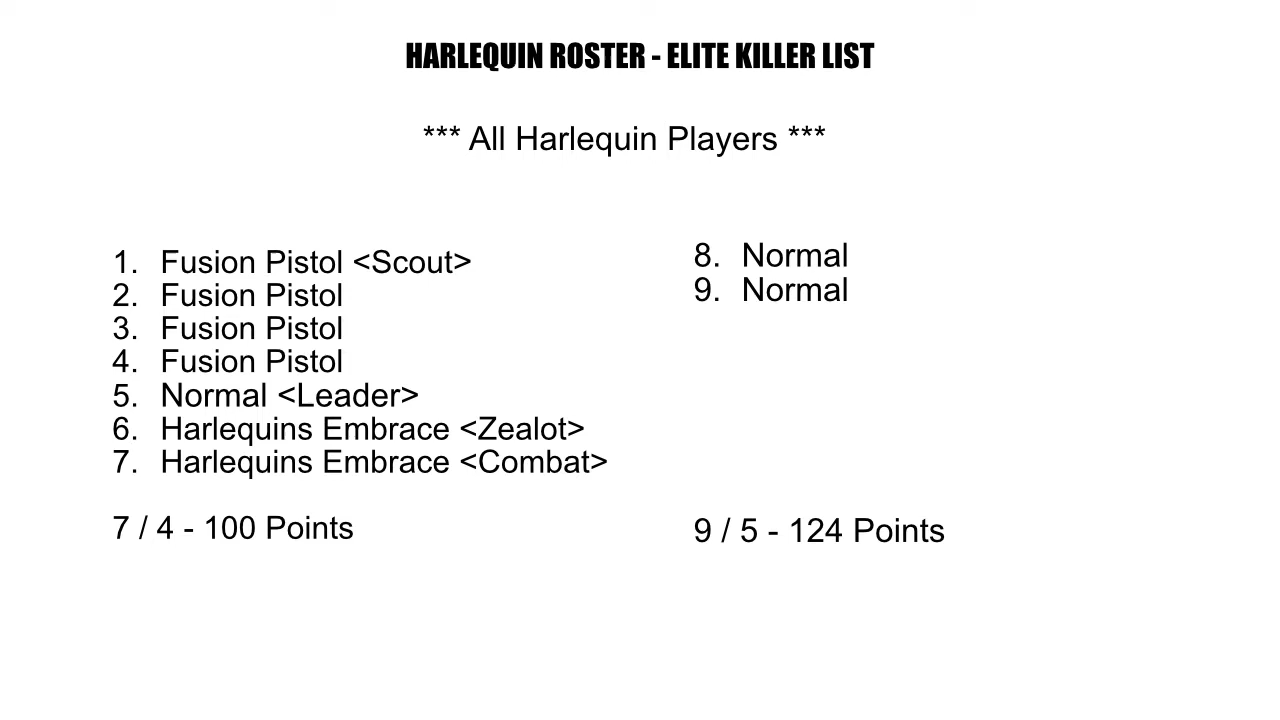 HARLEQUIN ROSTER - ELITE KILLER LIST
*** All Harlequin Players ***
1. Fusion Pistol <Scout>
2. Fusion Pistol
3. Fusion Pistol
4. Fusion Pistol
5. Normal <Leader>
6. Harlequins Embrace <Zealot>
7. Harlequins Embrace <Combat>
7 / 4 - 100 Points
8. Normal
9. Normal
9 / 5 - 124 Points